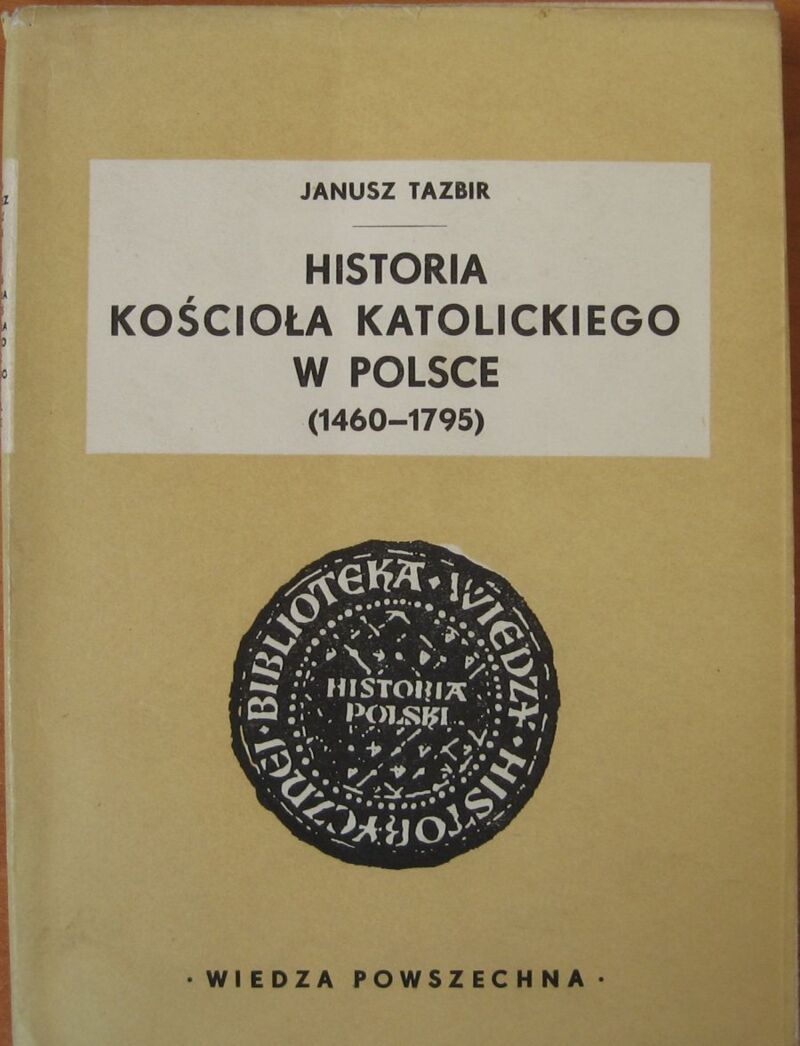 JANUSZ TAZBIR
HISTORIA
KOŚCIOŁA KATOLICKIEGO
W POLSCE
(1460–1795)
BIBLIOTEKA · WIEDZY · HISTORYCZNEJ ·
HISTORIA
POLSKI
· WIEDZA POWSZECHNA ·